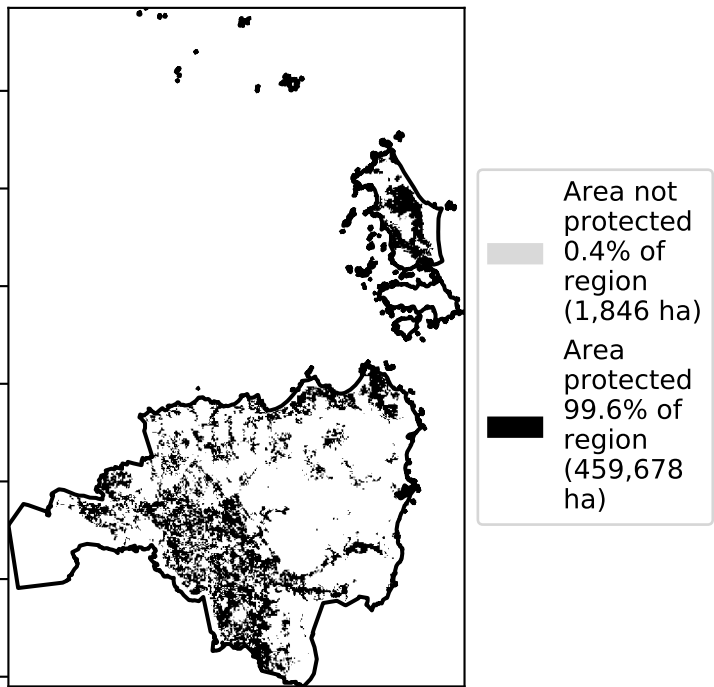 Area not
protected
0.4% of
region
(1,846 ha)
Area
protected
99.6% of
region
(459,678
ha)